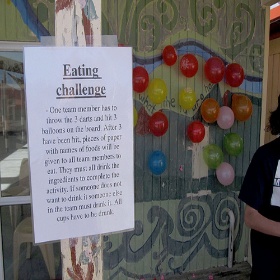 Eating
challenge
- One team member has to
throw the 3 darts and hit 3
balloons on the board. After 3
have been hit, pieces of paper
with names of foods will be
given to all team members to
eat. They must all drink the
ingredients to complete the
activity. If someone does not
want to drink it someone else
in the team must drink it. All
cups have to be drunk.